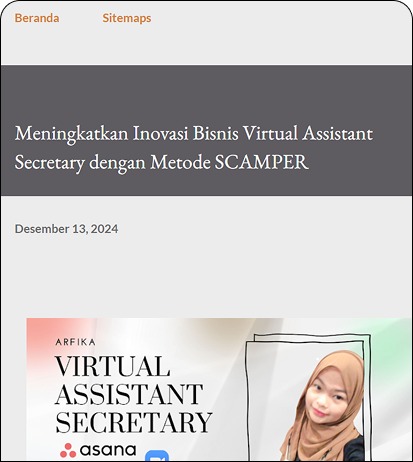 Beranda Sitemaps
Meningkatkan Inovasi Bisnis Virtual Assistant
Secretary dengan Metode SCAMPER
Desember 13, 2024
ARFIKA
VIRTUAL
ASSISTANT
SECRETARY
asana